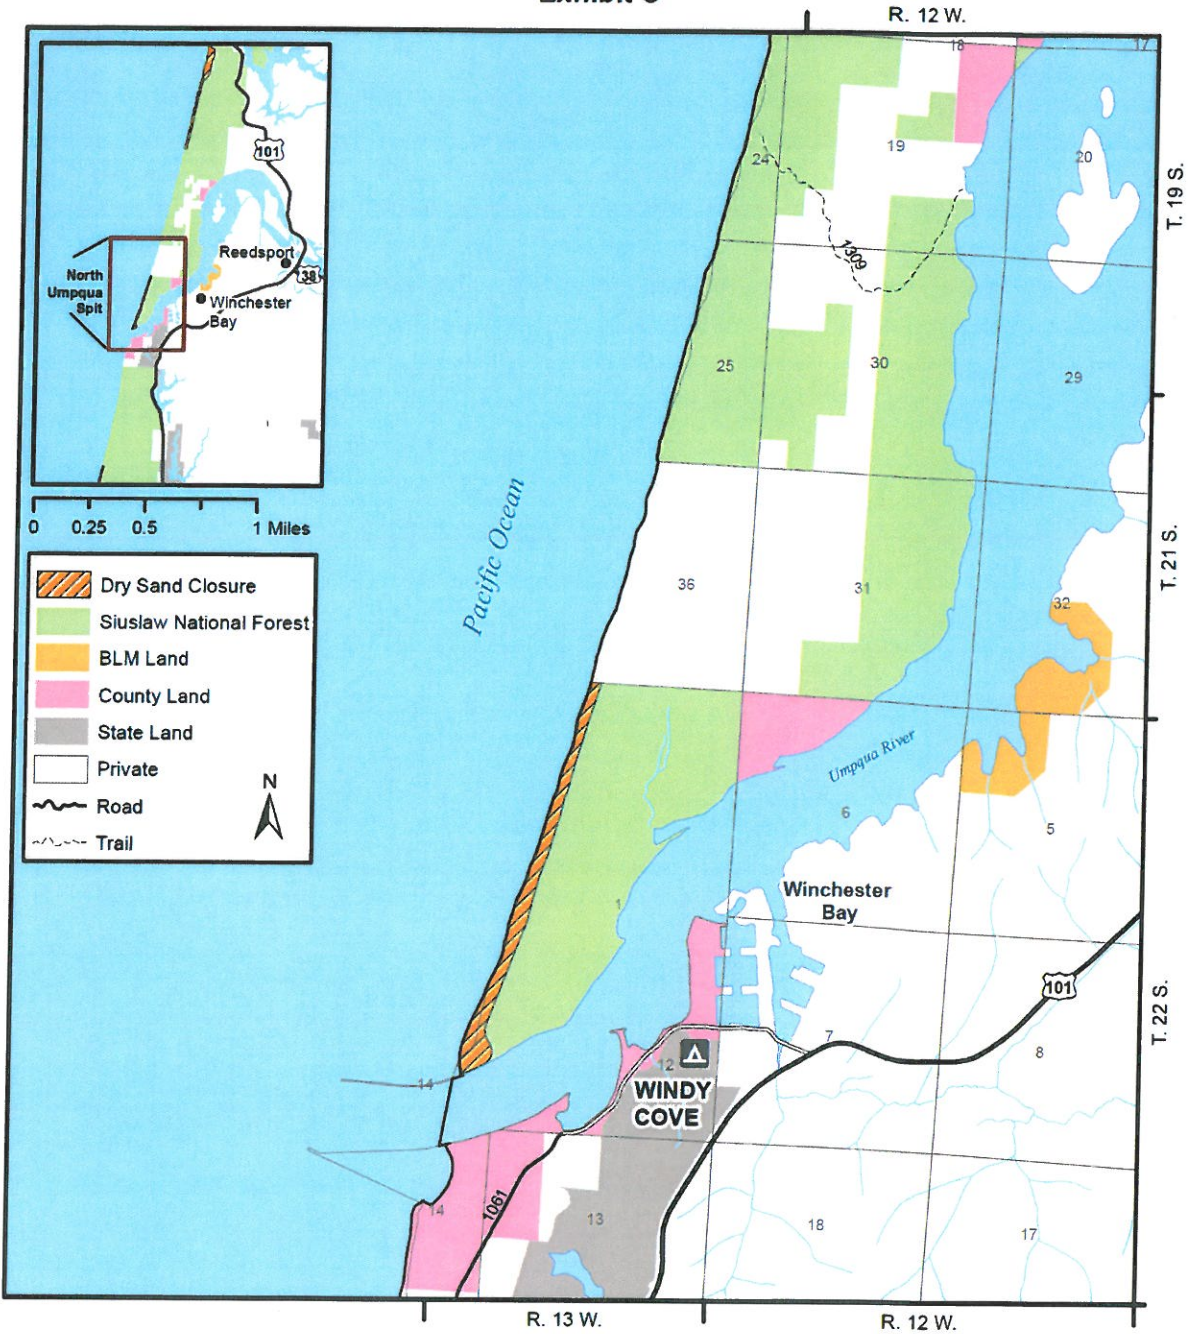 R. 12 W.
18
17
101
24
19
20
T. 19 S.
Reedsport
38
North
Umpqua
Spit
Winchester
Bay
1309
25
30
29
0 0.25 0.5 1 Miles
Pacific Ocean
Dry Sand Closure
Siuslaw National Forest
BLM Land
County Land
State Land
Private
Road
Trail
N
36
31
32
T. 21 S.
Umpqua River
6
5
Winchester
Bay
1
101
7
8
T. 22 S.
12
WINDY
COVE
14
14
1061
13
18
17
R. 13 W.
R. 12 W.